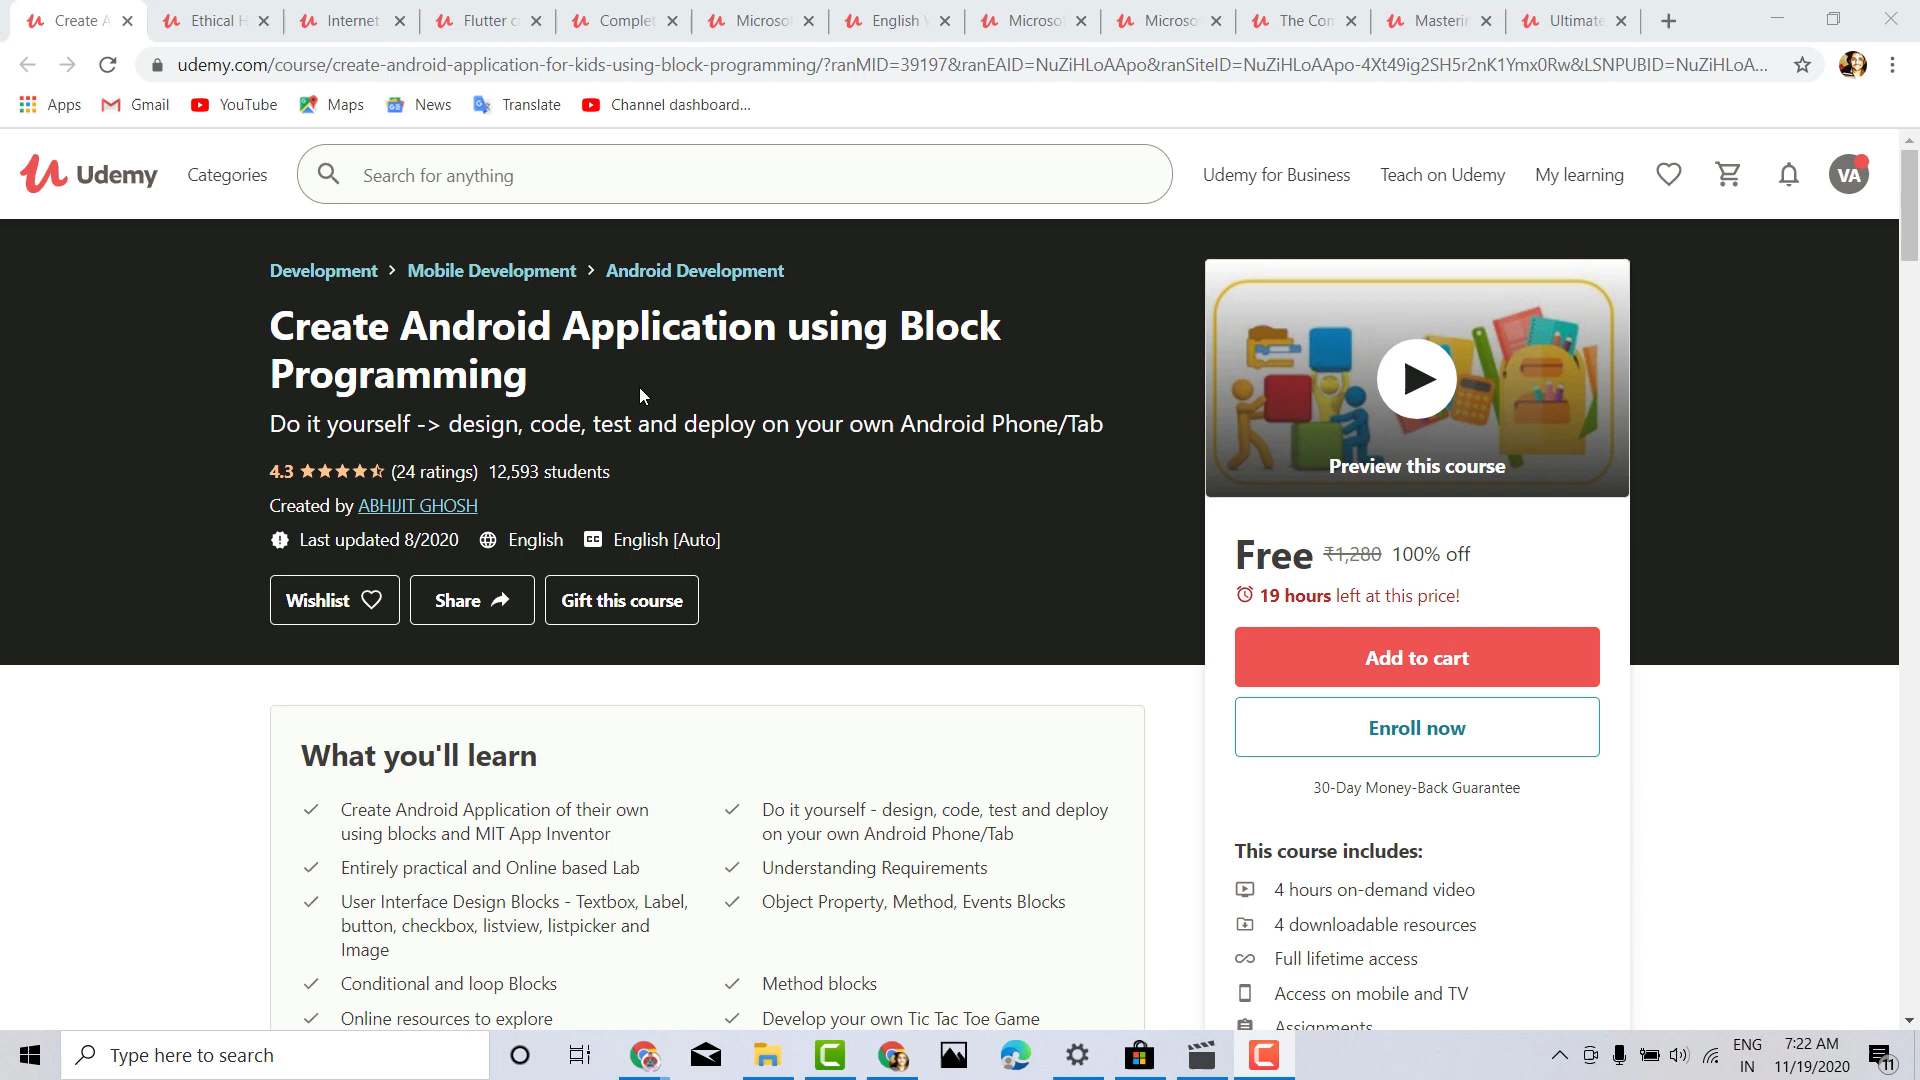 Create A
Ethical H
Internet
Flutter c
Complet
Microso
English
Microso
Microso
The Con
Masterin
Ultimate
udemy.com/course/create-android-application-for-kids-using-block-programming/?ranMID=39197&ranEAID=NuZiHLoAApo&ranSiteID=NuZiHLoAApo-4Xt49ig2SH5r2nK1Ymx0Rw&LSNPUBID=NuZiHLoA...
Apps Gmail YouTube Maps News Translate Channel dashboard...
Udemy Categories Search for anything Udemy for Business Teach on Udemy My learning VA
Development > Mobile Development > Android Development
Create Android Application using Block
Programming
Do it yourself -> design, code, test and deploy on your own Android Phone/Tab
4.3 (24 ratings) 12,593 students
Created by ABHIJIT GHOSH
Last updated 8/2020 English CC English [Auto]
Wishlist Share Gift this course
Preview this course
Free ₹1,280 100% off
19 hours left at this price!
Add to cart
Enroll now
30-Day Money-Back Guarantee
This course includes:
4 hours on-demand video
4 downloadable resources
Full lifetime access
Access on mobile and TV
Assignments
What you'll learn
Create Android Application of their own
using blocks and MIT App Inventor
Do it yourself - design, code, test and deploy
on your own Android Phone/Tab
Entirely practical and Online based Lab
Understanding Requirements
User Interface Design Blocks - Textbox, Label,
button, checkbox, listview, listpicker and
Image
Object Property, Method, Events Blocks
Conditional and loop Blocks
Method blocks
Online resources to explore
Develop your own Tic Tac Toe Game
Type here to search
ENG
IN
7:22 AM
11/19/2020
11